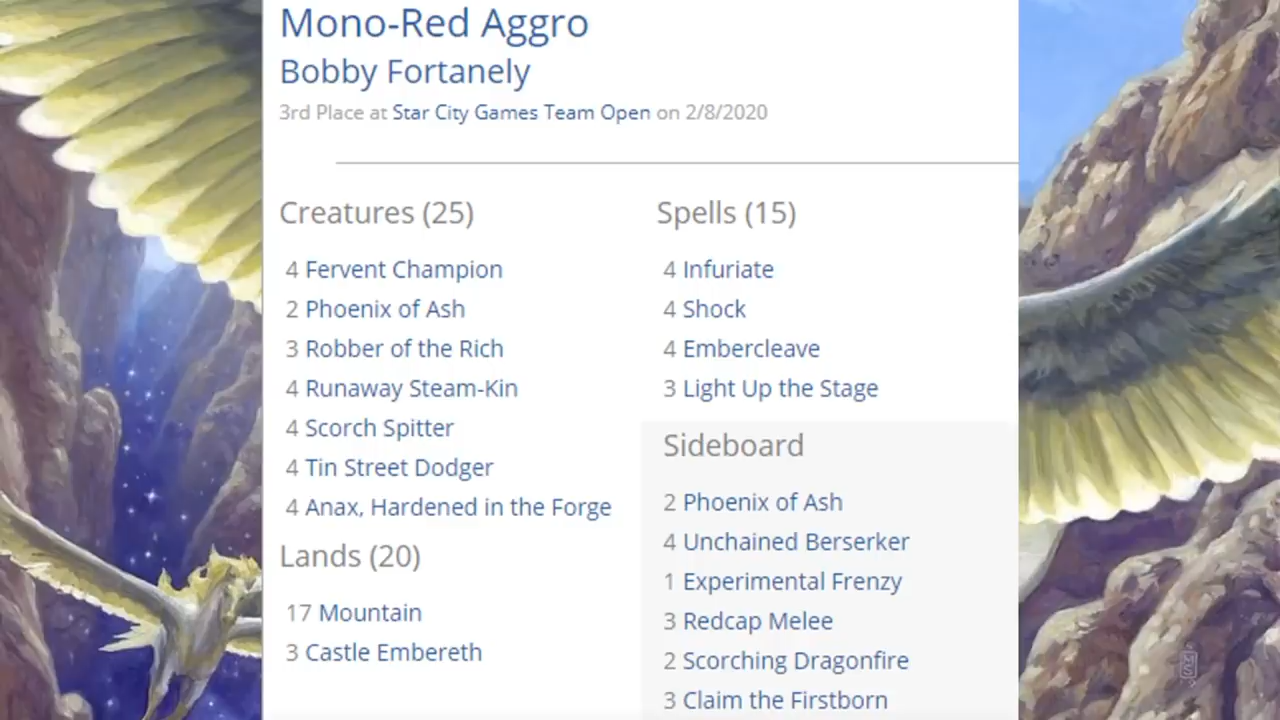 Mono-Red Aggro
Bobby Fortanely
3rd Place at Star City Games Team Open on 2/8/2020
Creatures (25)
4 Fervent Champion
2 Phoenix of Ash
3 Robber of the Rich
4 Runaway Steam-Kin
4 Scorch Spitter
4 Tin Street Dodger
4 Anax, Hardened in the Forge
Lands (20)
17 Mountain
3 Castle Embereth
Spells (15)
4 Infuriate
4 Shock
4 Embercleave
3 Light Up the Stage
Sideboard
2 Phoenix of Ash
4 Unchained Berserker
1 Experimental Frenzy
3 Redcap Melee
2 Scorching Dragonfire
3 Claim the Firstborn